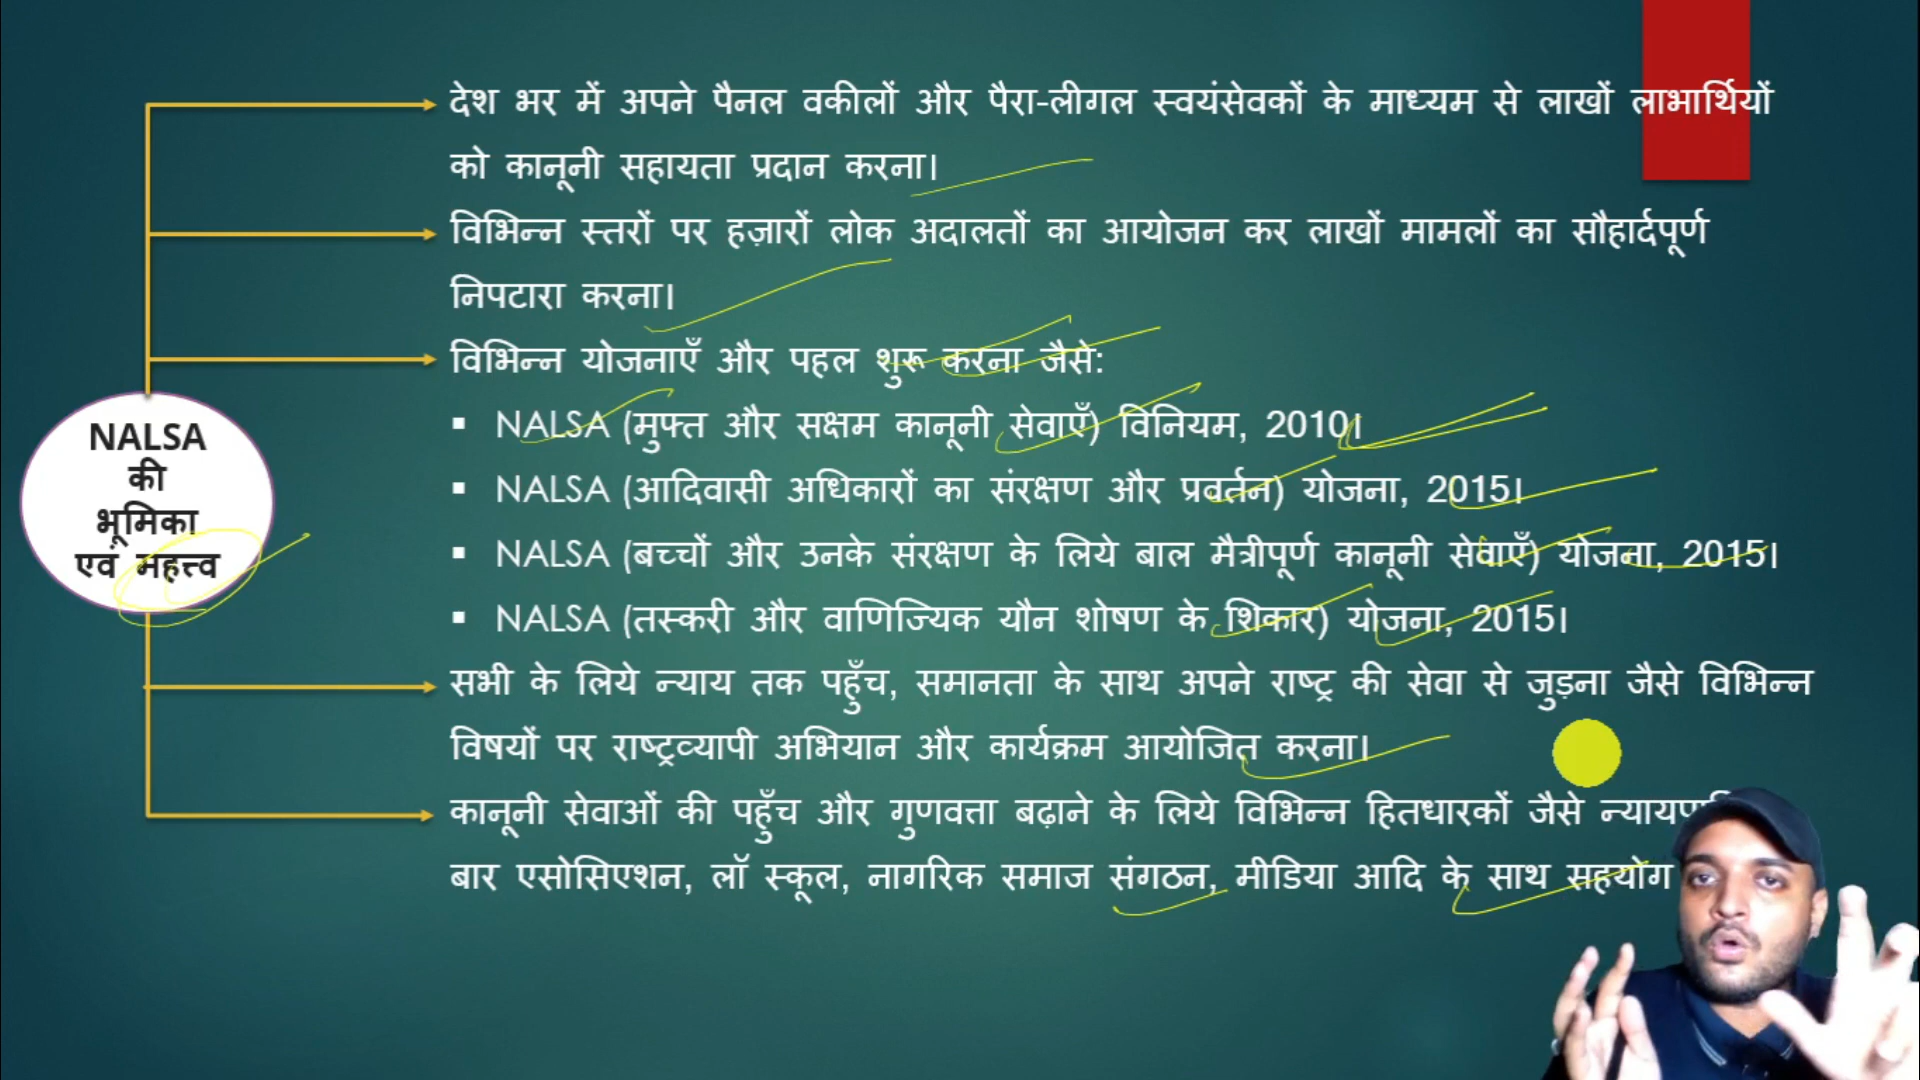 देश भर में अपने पैनल वकीलों और पैरा-लीगल स्वयंसेवकों के माध्यम से लाखों लाभार्थियों
को कानूनी सहायता प्रदान करना।
विभिन्न स्तरों पर हज़ारों लोक अदालतों का आयोजन कर लाखों मामलों का सौहार्दपूर्ण
निपटारा करना।
विभिन्न योजनाएँ और पहल शुरू करना जैसे:
▪ NALSA (मुफ्त और सक्षम कानूनी सेवाएँ) विनियम, 2010।
▪ NALSA (आदिवासी अधिकारों का संरक्षण और प्रवर्तन) योजना, 2015।
▪ NALSA (बच्चों और उनके संरक्षण के लिये बाल मैत्रीपूर्ण कानूनी सेवाएँ) योजना, 2015।
▪ NALSA (तस्करी और वाणिज्यिक यौन शोषण के शिकार) योजना, 2015।
सभी के लिये न्याय तक पहुँच, समानता के साथ अपने राष्ट्र की सेवा से जुड़ना जैसे विभिन्न
विषयों पर राष्ट्रव्यापी अभियान और कार्यक्रम आयोजित करना।
कानूनी सेवाओं की पहुँच और गुणवत्ता बढ़ाने के लिये विभिन्न हितधारकों जैसे
बार एसोसिएशन, लॉ स्कूल, नागरिक समाज संगठन, मीडिया आदि के साथ सहयोग
NALSA
की
भूमिका
एवं महत्त्व